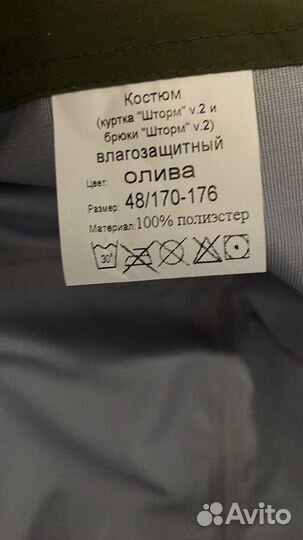 Костюм
(куртка "Шторм" v.2 и
брюки "Шторм" v.2)
влагозащитный
Цвет: олива
Размер: 48/170-176
Материал: 100% полиэстер
30°
Avito